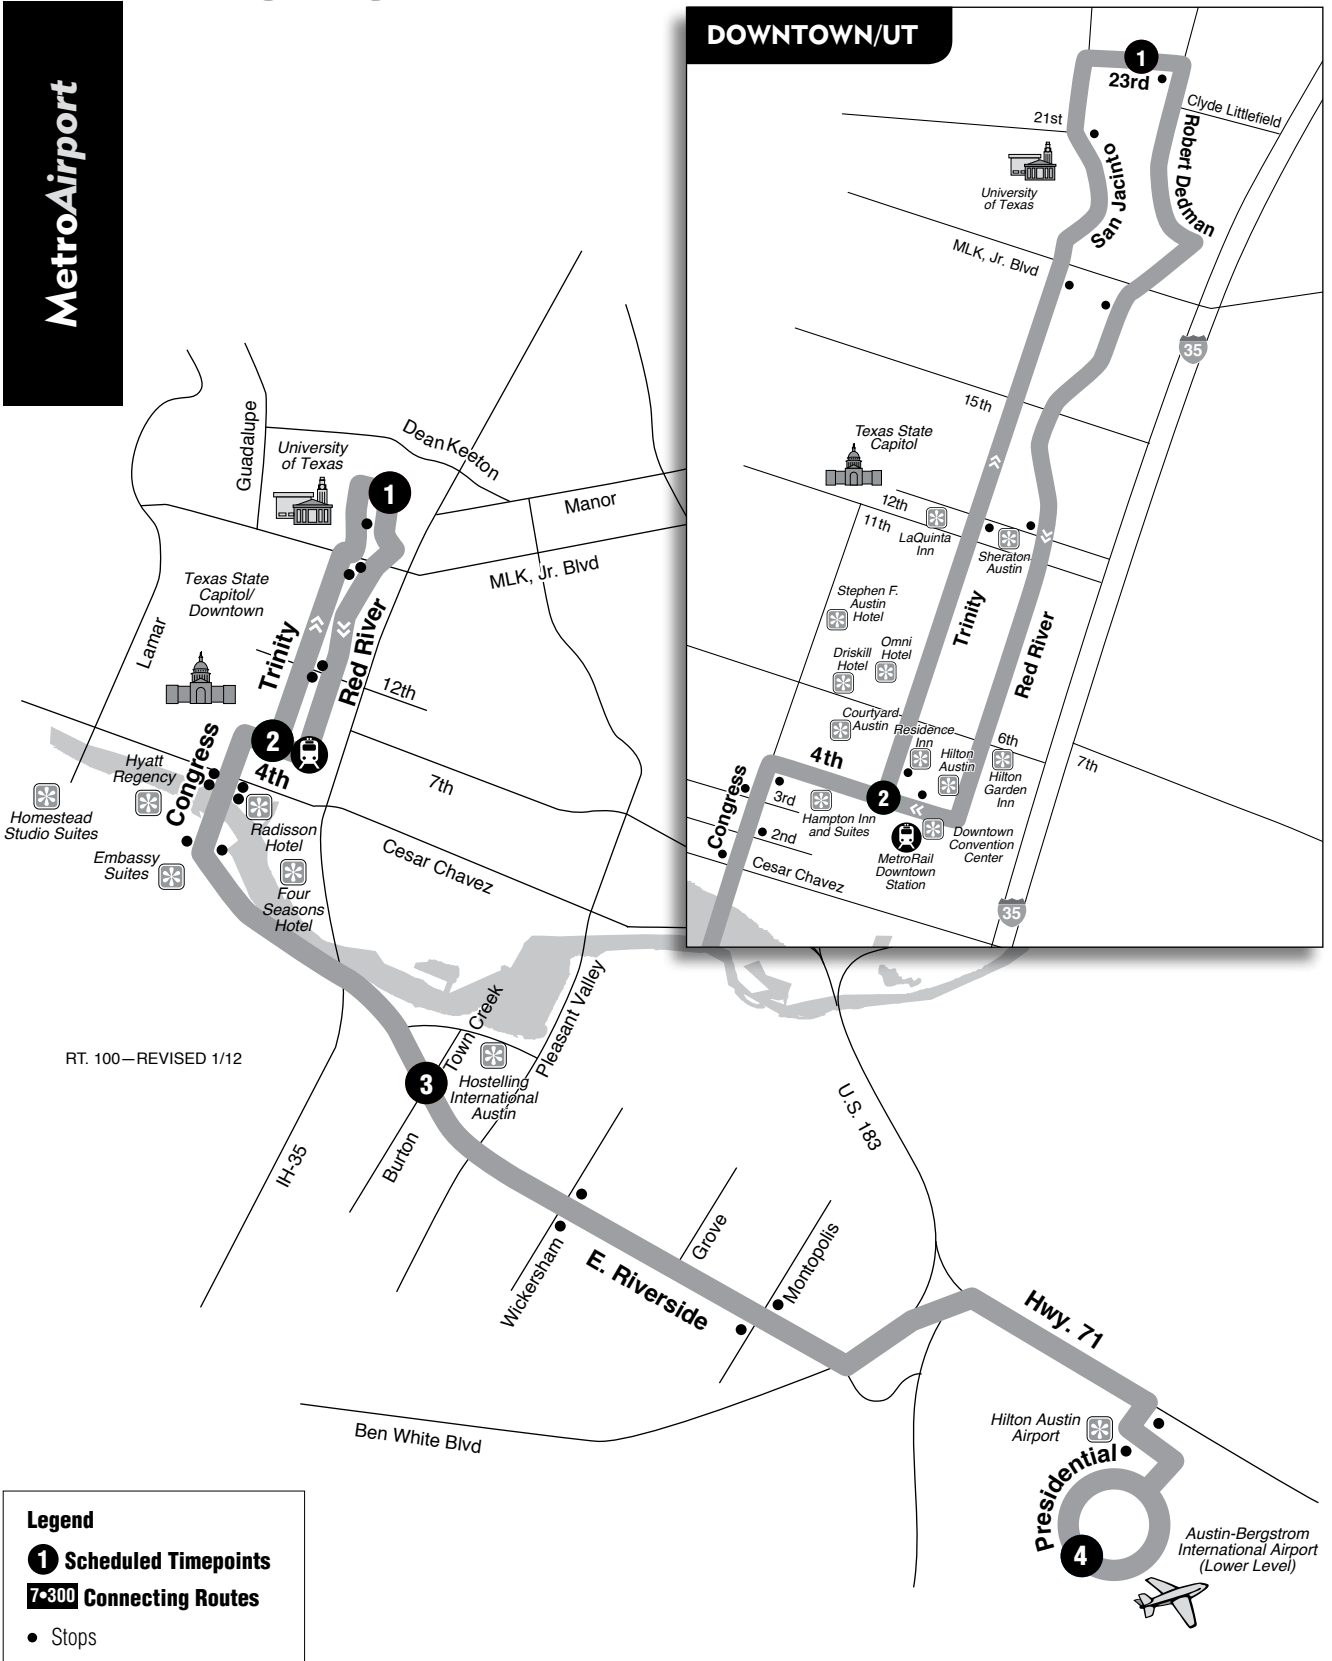 MetroAirport
DOWNTOWN/UT
1
23rd
Clyde Littlefield
21st
San Jacinto
Robert Dedman
University
of Texas
MLK, Jr. Blvd
35
15th
Texas State
Capitol
12th
11th
LaQuinta
Inn
Sheraton
Austin
Stephen F.
Austin
Hotel
Trinity
Red River
Omni
Hotel
Driskill
Hotel
Courtyard
Austin
Residence
Inn
6th
7th
4th
Hilton
Austin
Hilton
Garden
Inn
Congress
2
3rd
Hampton Inn
and Suites
Downtown
Convention
Center
2nd
MetroRail
Downtown
Station
Cesar Chavez
35
Guadalupe
Dean Keeton
University
of Texas
1
Manor
MLK, Jr. Blvd
Texas State
Capitol/
Downtown
Lamar
Trinity
Red River
12th
Congress
2
4th
7th
Hyatt
Regency
Homestead
Studio Suites
Radisson
Hotel
Embassy
Suites
Cesar Chavez
Four
Seasons
Hotel
Town Creek
Pleasant Valley
RT. 100—REVISED 1/12
3
Hostelling
International
Austin
U.S. 183
IH-35
Burton
Wickersham
Grove
Montopolis
E. Riverside
Hwy. 71
Ben White Blvd
Hilton Austin
Airport
Presidential
4
Austin-Bergstrom
International Airport
(Lower Level)
Legend
1 Scheduled Timepoints
7•300 Connecting Routes
• Stops